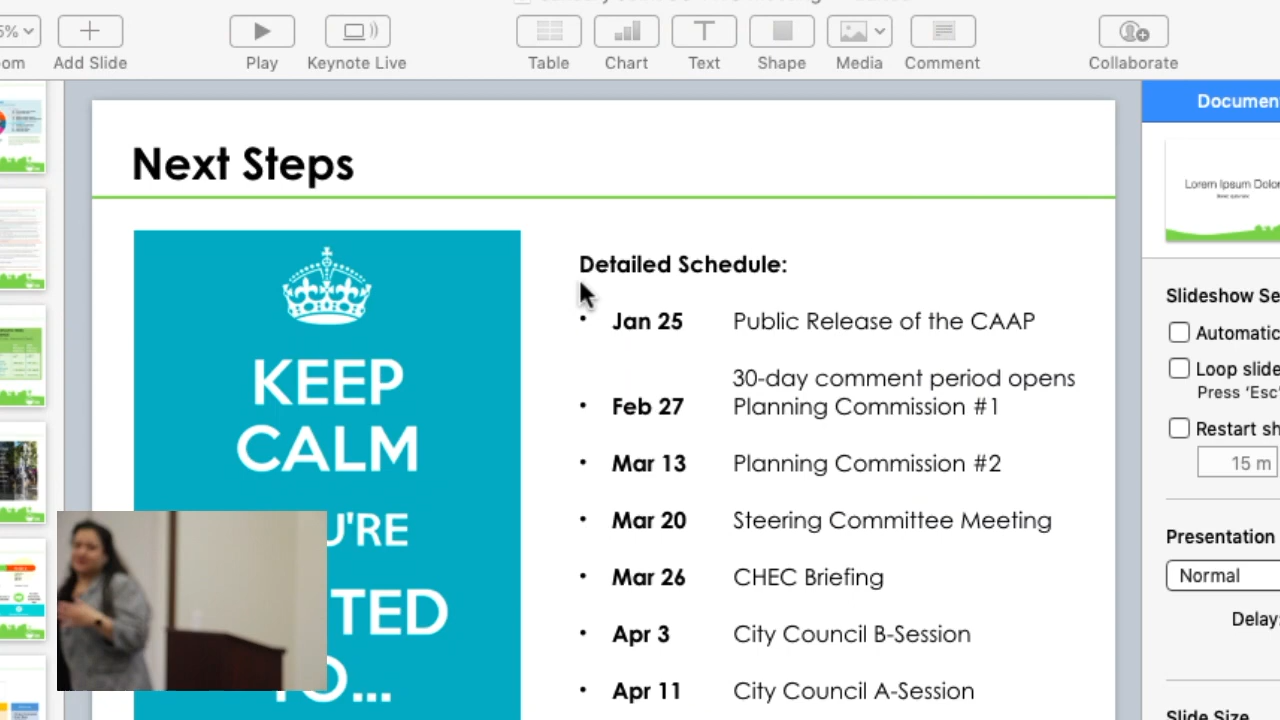 Add Slide
Play
Keynote Live
Table
Chart
Text
Shape
Media
Comment
Collaborate
Next Steps
KEEP
CALM
Detailed Schedule:
• Jan 25 Public Release of the CAAP
30-day comment period opens
• Feb 27 Planning Commission #1
• Mar 13 Planning Commission #2
• Mar 20 Steering Committee Meeting
• Mar 26 CHEC Briefing
• Apr 3 City Council B-Session
• Apr 11 City Council A-Session
Lorem Ipsum Dolor
Slideshow Se
Loop slide
Press ‘Esc’
Restart sh
15 m
Presentation
Normal
Delay:
Slide Size